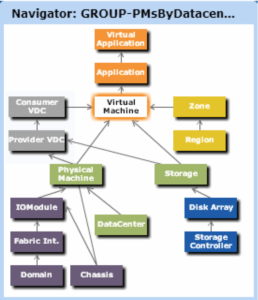 Navigator: GROUP-PMsByDatacen...
Virtual
Application
Application
Consumer
VDC
Virtual
Machine
Zone
Provider VDC
Region
Physical
Machine
Storage
IOModule
DataCenter
Disk Array
Fabric Int.
Storage
Controller
Domain
Chassis